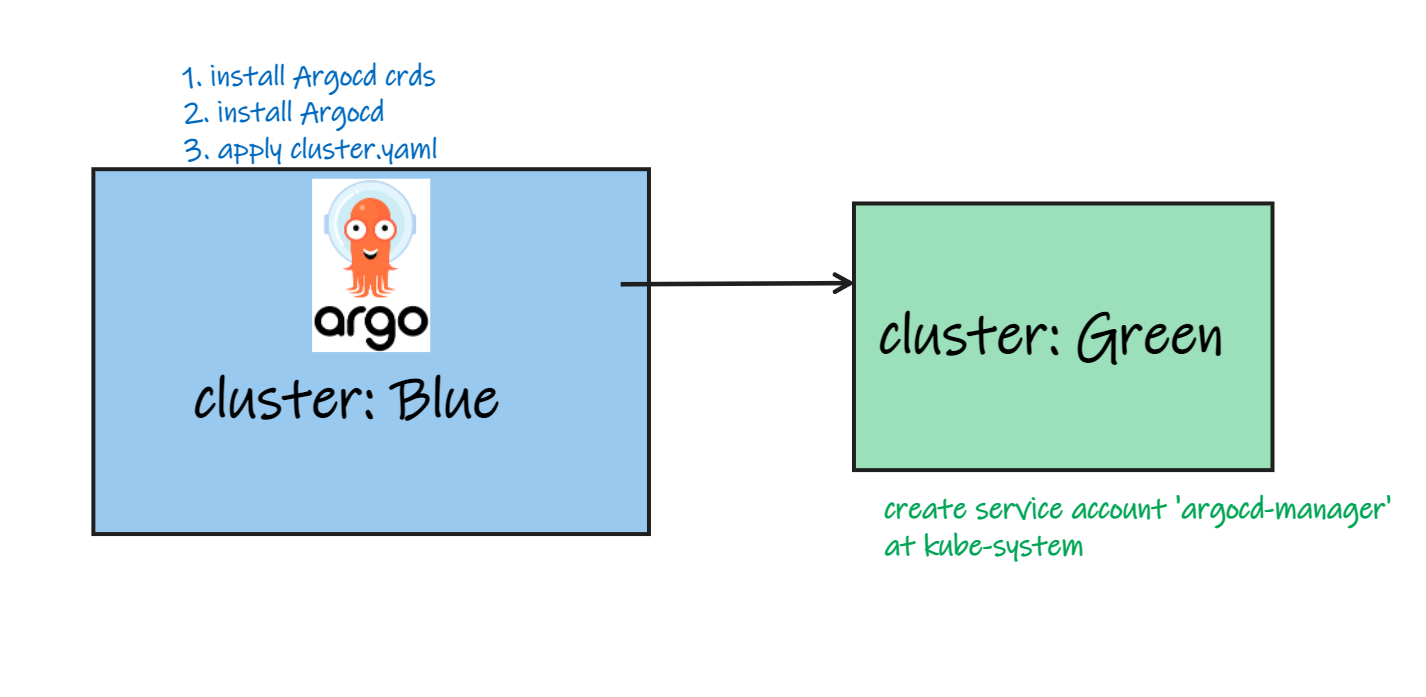 1. install Argocd crds
2. install Argocd
3. apply cluster.yaml
argo
cluster: Blue
cluster: Green
create service account 'argocd-manager'
at kube-system